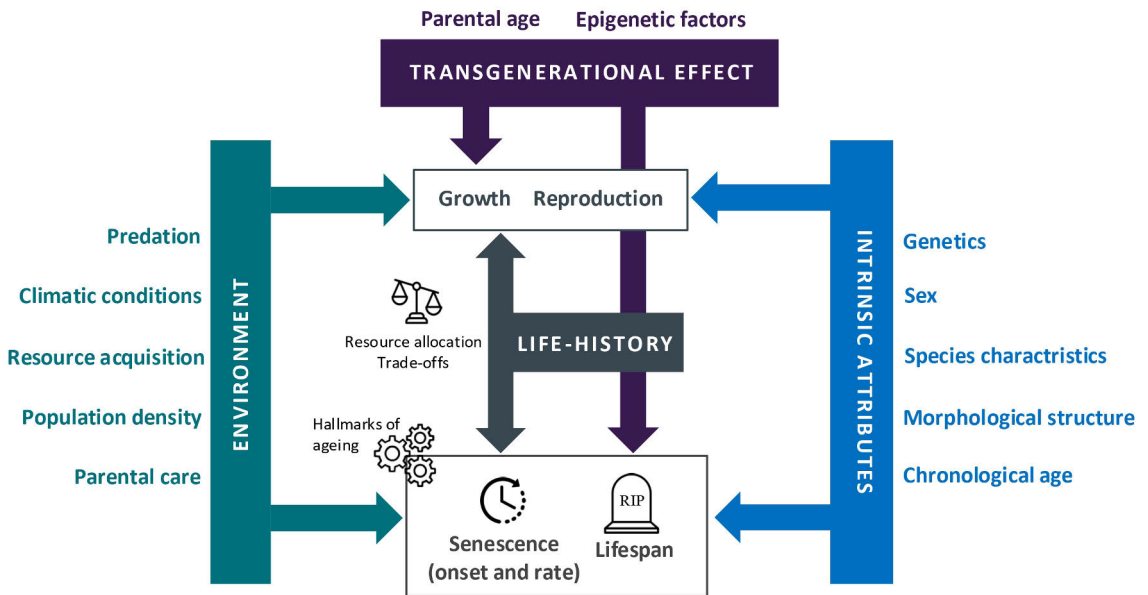 Parental age Epigenetic factors
TRANSGENERATIONAL EFFECT
Growth Reproduction
ENVIRONMENT
Predation
Climatic conditions
Resource acquisition
Population density
Parental care
Resource allocation
Trade-offs
LIFE-HISTORY
Hallmarks of
ageing
RIP
Senescence
(onset and rate)
Lifespan
INTRINSIC ATTRIBUTES
Genetics
Sex
Species charactristics
Morphological structure
Chronological age